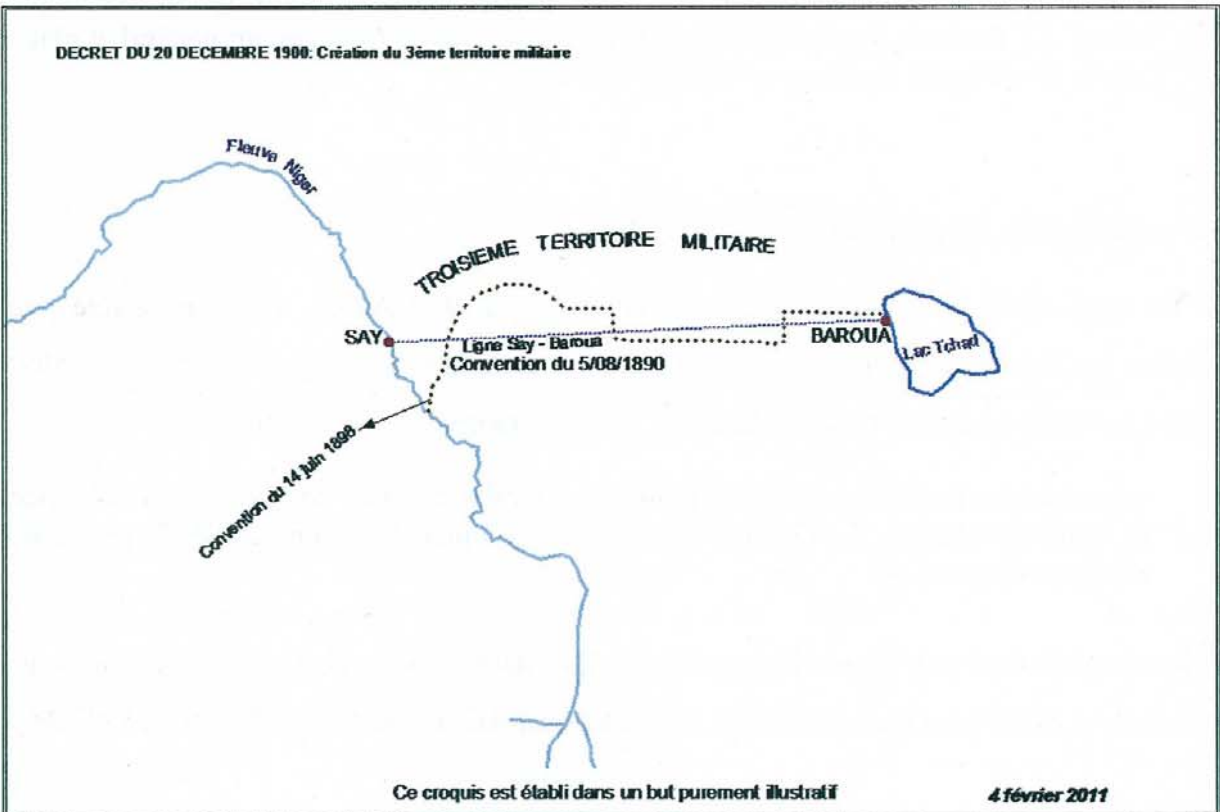 DECRET DU 20 DECEMBRE 1900: Création du 3ème territoire militaire
Fleuve Niger
TROISIEME TERRITOIRE MILITAIRE
SAY
BAROUA
Lac Tchad
Ligne Say - Baroua
Convention du 5/08/1890
Convention du 14 juin 1898
Ce croquis est établi dans un but purement illustratif
4 février 2011